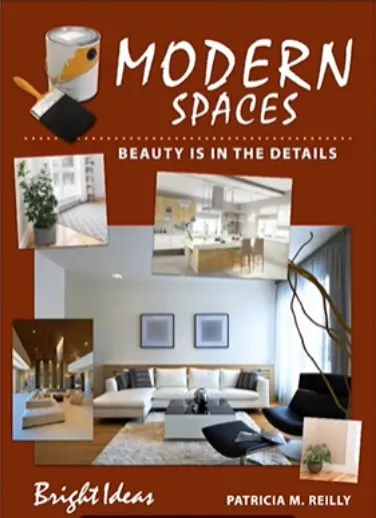 MODERN
SPACES
BEAUTY IS IN THE DETAILS
Bright Ideas
PATRICIA M. REILLY